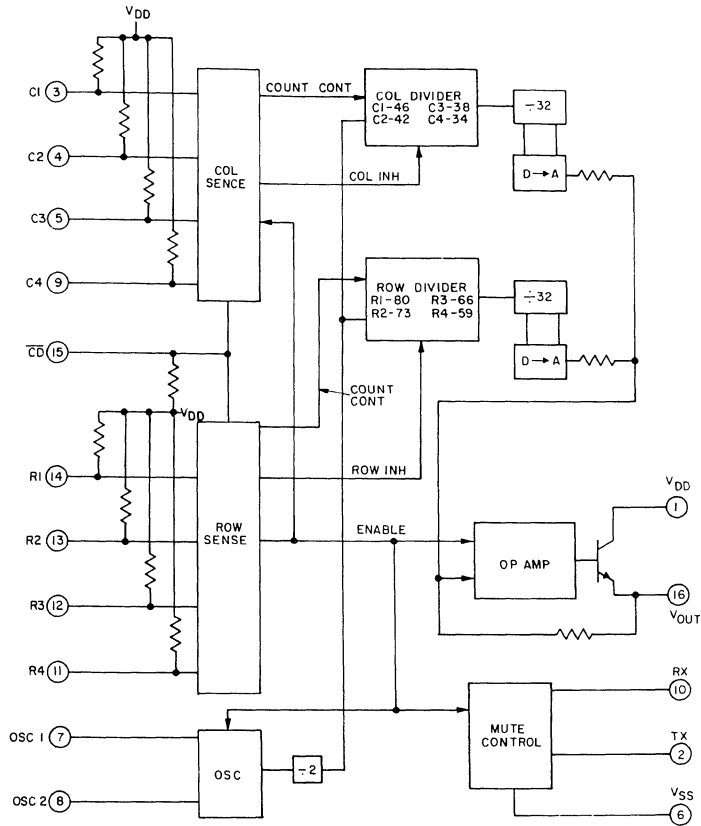 VDD
C1 3
C2 4
C3 5
C4 9
CD 15
COL
SENCE
COUNT CONT
COL INH
COL DIVIDER
C1-46 C3-38
C2-42 C4-34
÷32
D→A
ROW DIVIDER
R1-80 R3-66
R2-73 R4-59
÷32
D→A
COUNT
CONT
VDD
R1 14
R2 13
R3 12
R4 11
ROW
SENSE
ROW INH
ENABLE
OP AMP
VDD
1
16
VOUT
RX
10
TX
2
VSS
6
MUTE
CONTROL
OSC 1 7
OSC 2 8
OSC
÷2